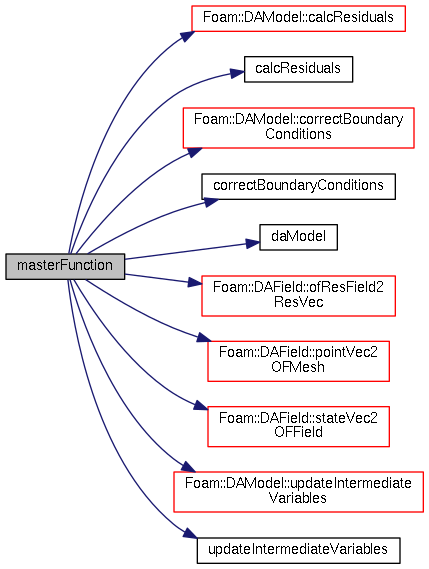 Foam::DAModel::calcResiduals
calcResiduals
Foam::DAModel::correctBoundary
Conditions
correctBoundaryConditions
daModel
masterFunction
Foam::DAField::ofResField2
ResVec
Foam::DAField::pointVec2
OFMesh
Foam::DAField::stateVec2
OFField
Foam::DAModel::updateIntermediate
Variables
updateIntermediateVariables